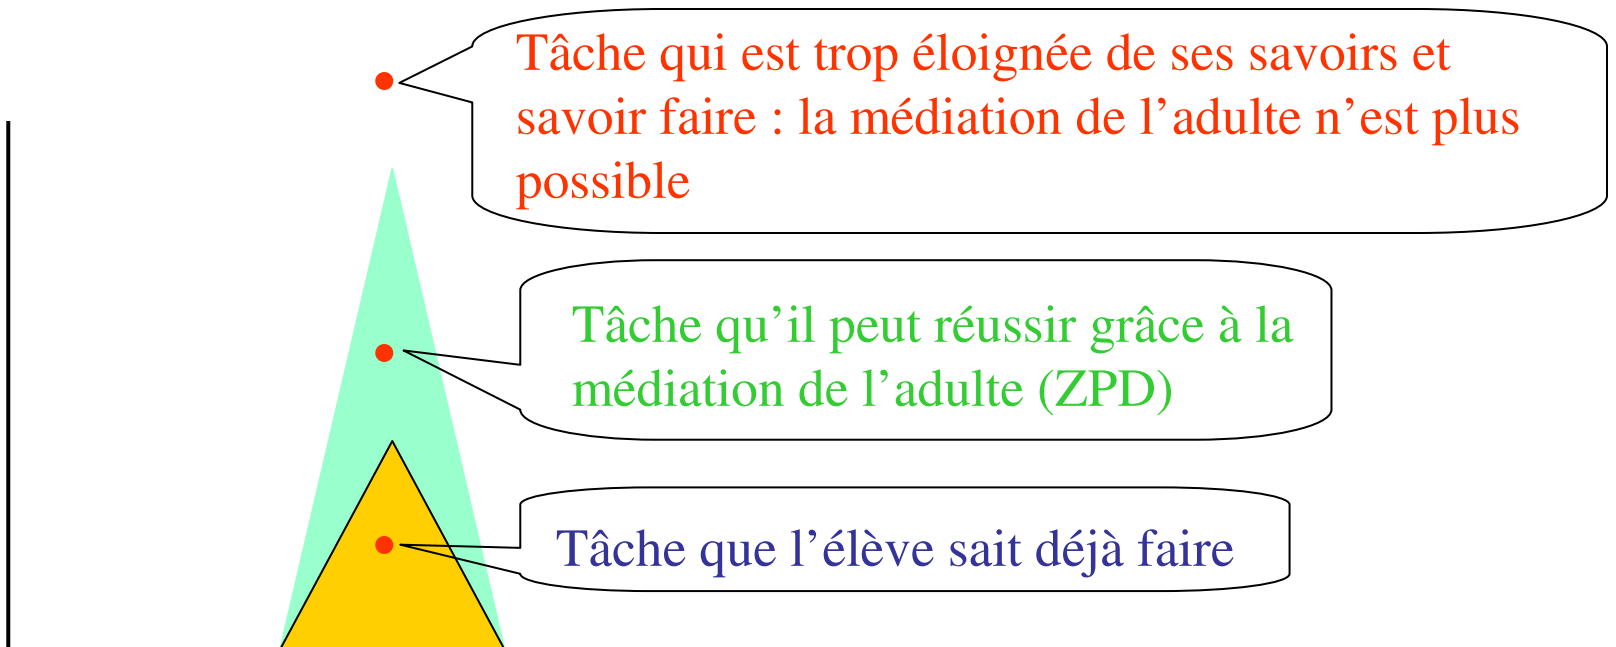 Tâche qui est trop éloignée de ses savoirs et
savoir faire : la médiation de l’adulte n’est plus
possible
Tâche qu’il peut réussir grâce à la
médiation de l’adulte (ZPD)
Tâche que l’élève sait déjà faire